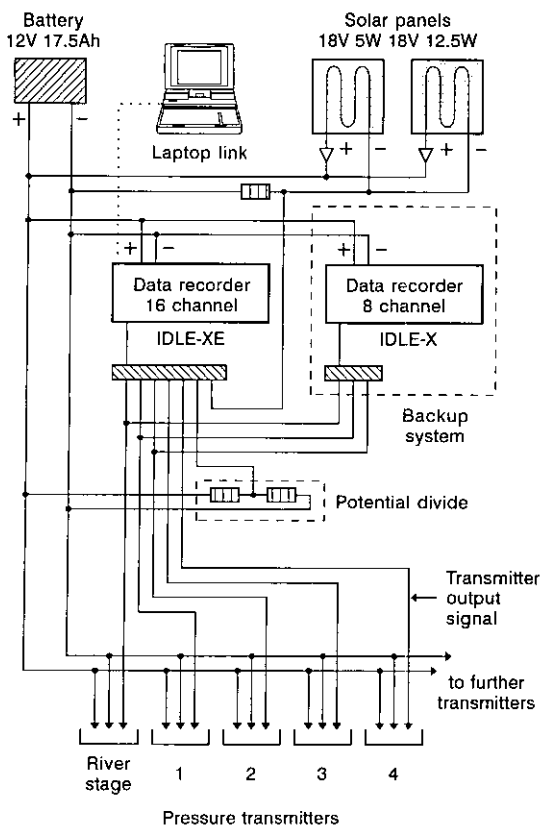 Battery
12V 17.5Ah
Solar panels
18V 5W 18V 12.5W
+
−
Laptop link
+
−
+
−
+
−
+
−
Data recorder
16 channel
IDLE-XE
Data recorder
8 channel
IDLE-X
Backup
system
Potential divide
Transmitter
output
signal
to further
transmitters
River
stage
1
2
3
4
Pressure transmitters